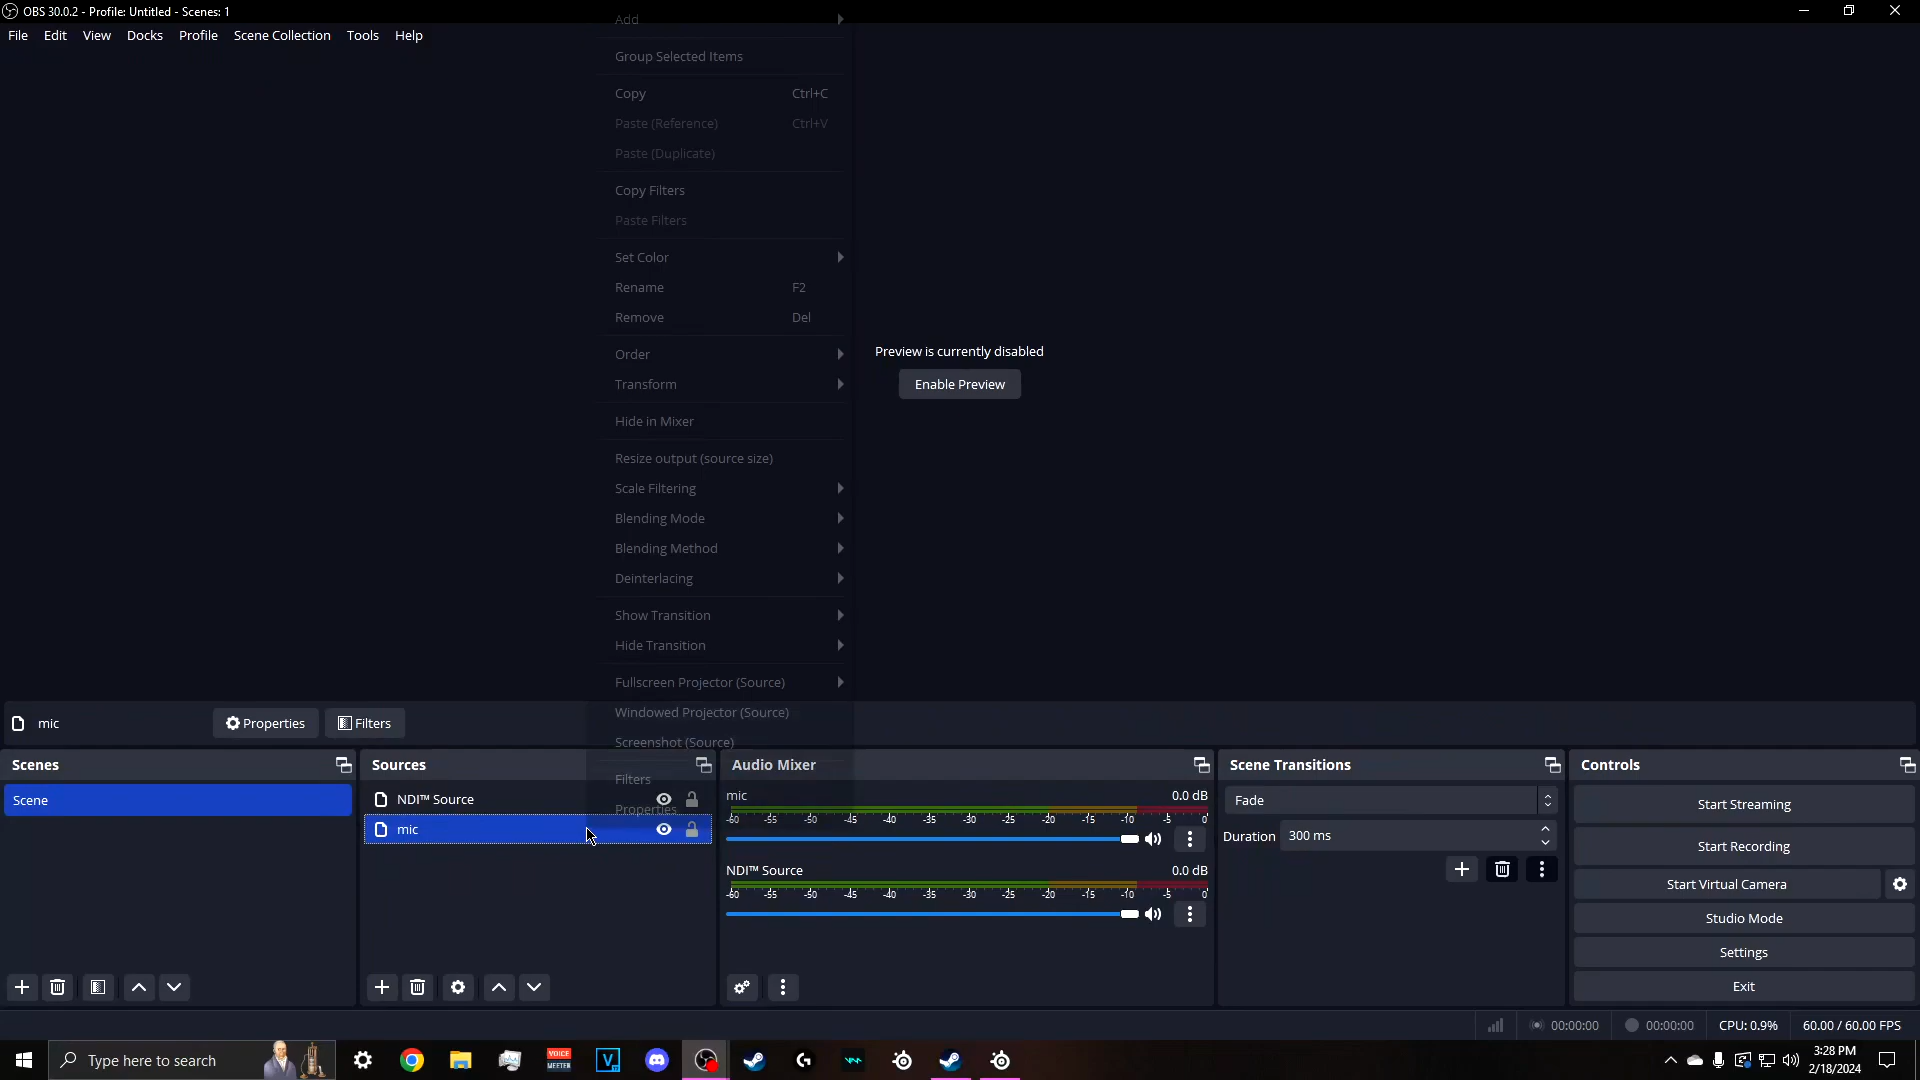 OBS 30.0.2 - Profile: Untitled - Scenes: 1
File Edit View Docks Profile Scene Collection Tools Help
Add
Group Selected Items
Copy Ctrl+C
Paste (Reference) Ctrl+V
Paste (Duplicate)
Copy Filters
Paste Filters
Set Color
Rename F2
Remove Del
Order
Transform
Hide in Mixer
Resize output (source size)
Scale Filtering
Blending Mode
Blending Method
Deinterlacing
Show Transition
Hide Transition
Fullscreen Projector (Source)
Windowed Projector (Source)
Screenshot (Source)
Filters
Properties
Preview is currently disabled
Enable Preview
mic Properties Filters
Scenes
Scene
Sources
NDI™ Source
mic
Audio Mixer
mic 0.0 dB
-60 -55 -50 -45 -40 -35 -30 -25 -20 -15 -10 -5 0
NDI™ Source 0.0 dB
-60 -55 -50 -45 -40 -35 -30 -25 -20 -15 -10 -5 0
Scene Transitions
Fade
Duration 300 ms
Controls
Start Streaming
Start Recording
Start Virtual Camera
Studio Mode
Settings
Exit
00:00:00 00:00:00 CPU: 0.9% 60.00 / 60.00 FPS
Type here to search
VOICE
MEETER
V
3:28 PM
2/18/2024